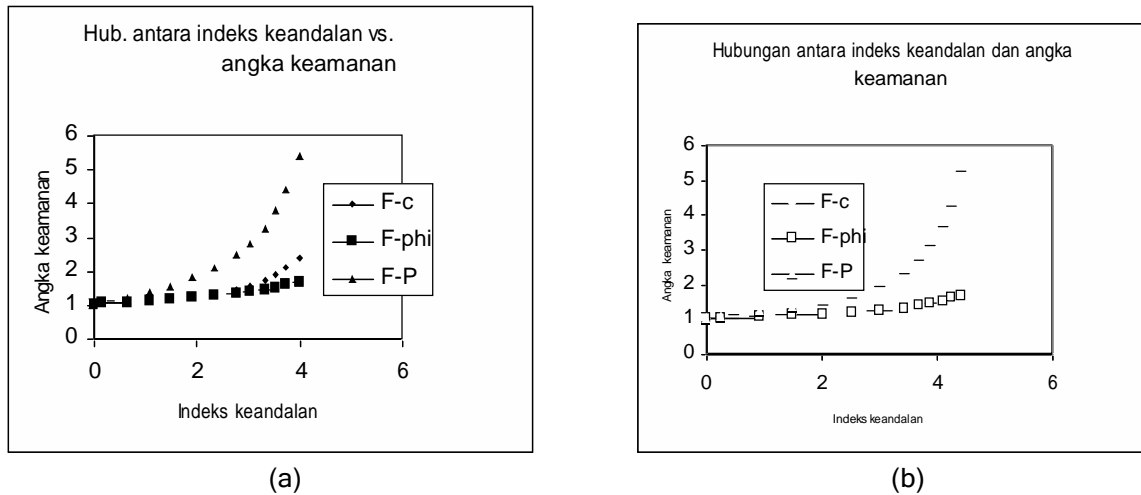 Hub. antara indeks keandalan vs.
angka keamanan
6
5
4
3
2
1
0
Angka keamanan
F-c
F-phi
F-P
0 2 4 6
Indeks keandalan
(a)
Hubungan antara indeks keandalan dan angka
keamanan
6
5
4
3
2
1
0
Angka keamanan
F-c
F-phi
F-P
0 2 4 6
Indeks keandalan
(b)